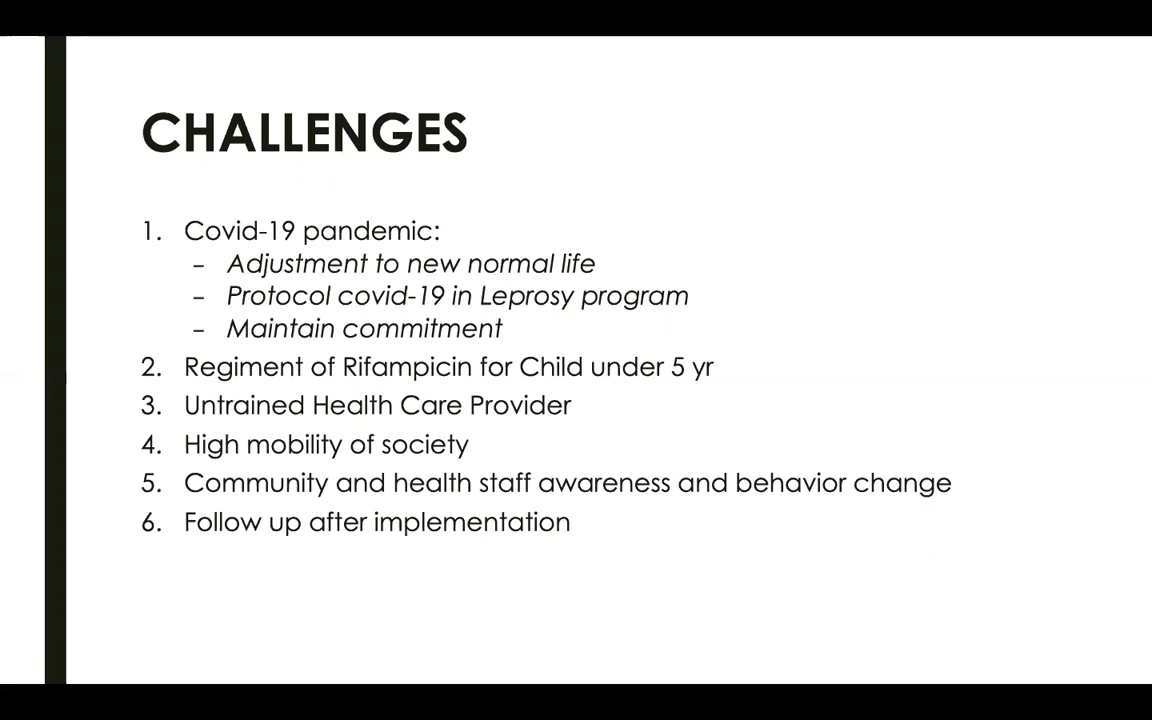 CHALLENGES
1. Covid-19 pandemic:
– Adjustment to new normal life
– Protocol covid-19 in Leprosy program
– Maintain commitment
2. Regiment of Rifampicin for Child under 5 yr
3. Untrained Health Care Provider
4. High mobility of society
5. Community and health staff awareness and behavior change
6. Follow up after implementation